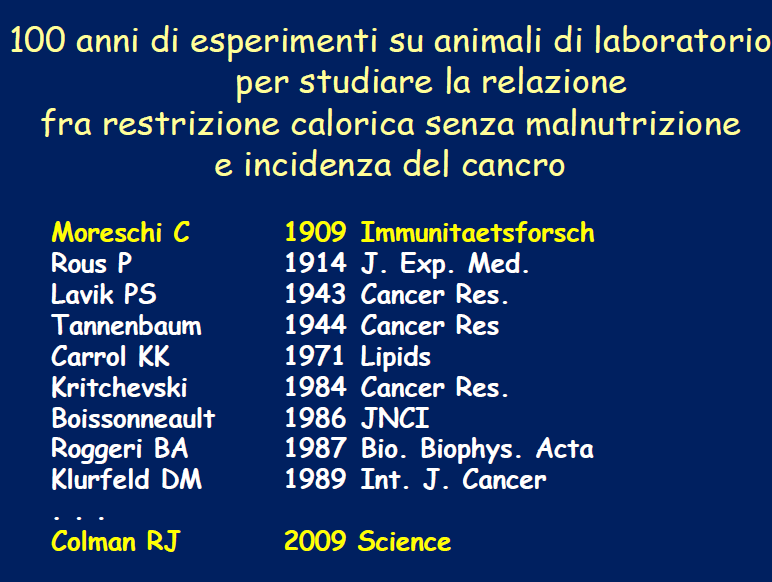 100 anni di esperimenti su animali di laboratorio
per studiare la relazione
fra restrizione calorica senza malnutrizione
e incidenza del cancro
Moreschi C 1909 Immunitaetsforsch
Rous P 1914 J. Exp. Med.
Lavik PS 1943 Cancer Res.
Tannenbaum 1944 Cancer Res
Carrol KK 1971 Lipids
Kritchevski 1984 Cancer Res.
Boissonneault 1986 JNCI
Roggeri BA 1987 Bio. Biophys. Acta
Klurfeld DM 1989 Int. J. Cancer
. . .
Colman RJ 2009 Science